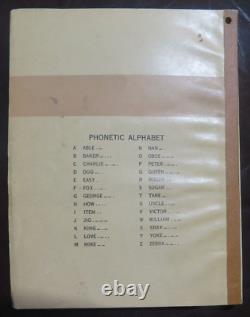 PHONETIC ALPHABET
A ABLE N NAN
B BAKER O OBOE
C CHARLIE P PETER
D DOG Q QUEEN
E EASY R ROGER
F FOX S SUGAR
G GEORGE T TARE
H HOW U UNCLE
I ITEM V VICTOR
J JIG W WILLIAM
K KING X XRAY
L LOVE Y YOKE
M MIKE Z ZEBRA